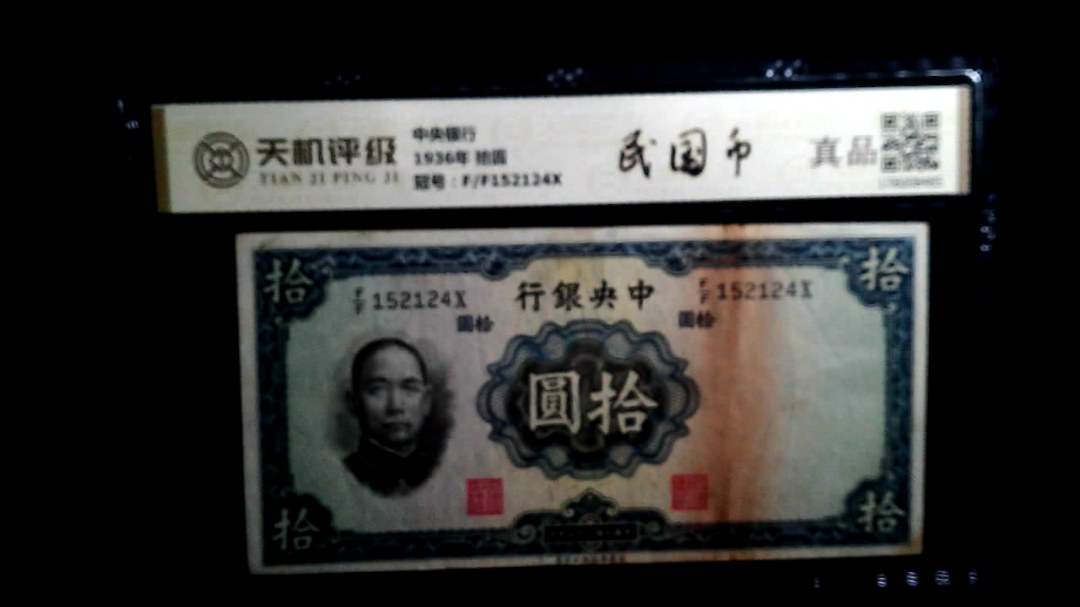 天机评级
TIAN JI PING JI
中央银行
1936年 拾圆
冠号：F/F152124X
民国币
真品
行銀央中
F/F 152124X
F/F 152124X
圓拾
圓拾
圓拾
拾
拾
拾
拾